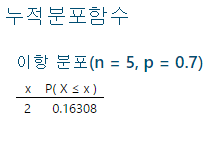 누적분포함수
이항 분포(n = 5, p = 0.7)
x P( X ≤ x )
2 0.16308